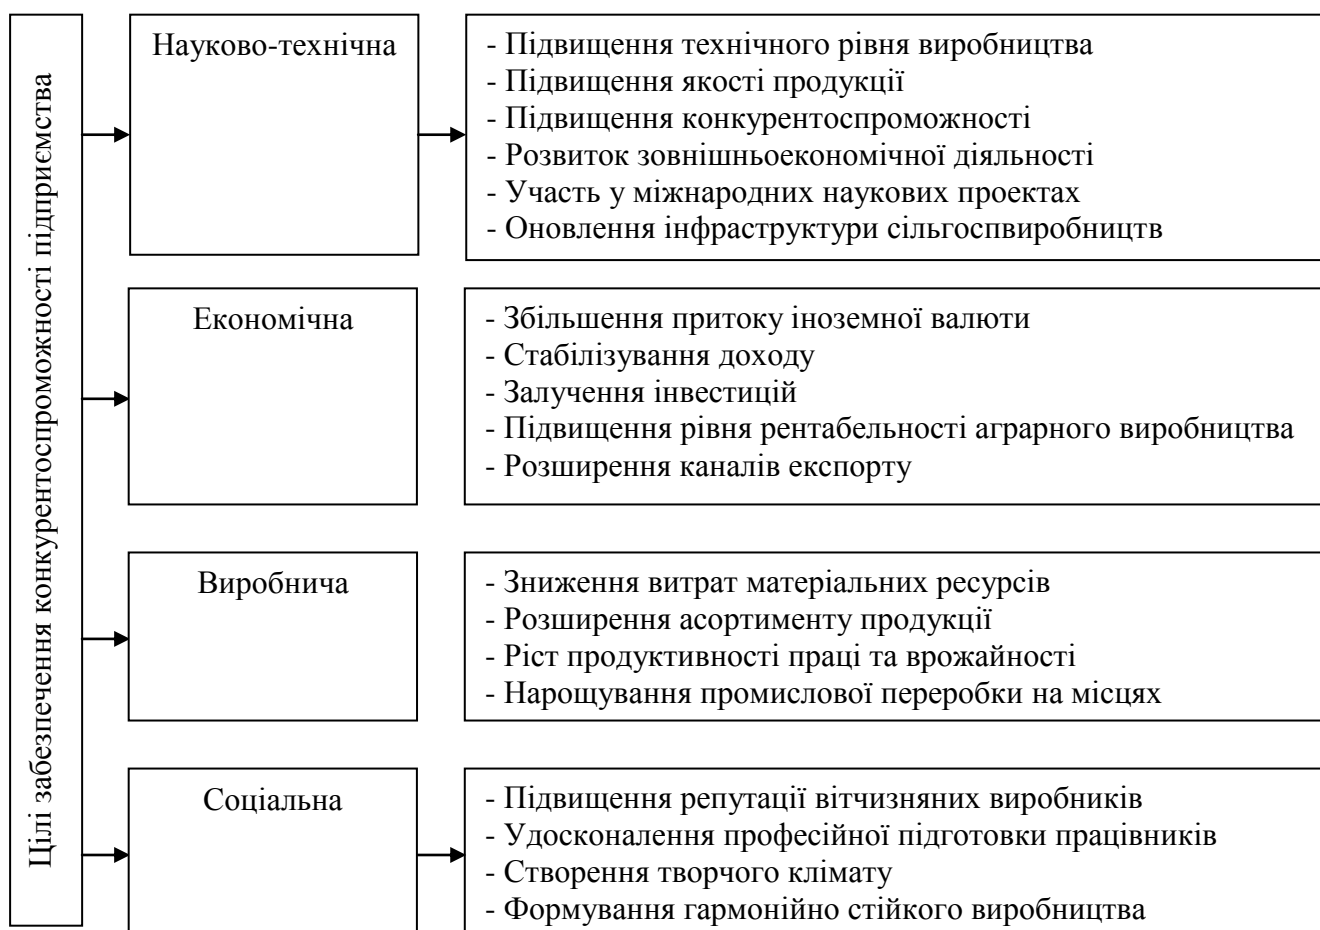 Цілі забезпечення конкурентоспроможності підприємства
Науково-технічна
- Підвищення технічного рівня виробництва
- Підвищення якості продукції
- Підвищення конкурентоспроможності
- Розвиток зовнішньоекономічної діяльності
- Участь у міжнародних наукових проектах
- Оновлення інфраструктури сільгоспвиробництв
Економічна
- Збільшення притоку іноземної валюти
- Стабілізування доходу
- Залучення інвестицій
- Підвищення рівня рентабельності аграрного виробництва
- Розширення каналів експорту
Виробнича
- Зниження витрат матеріальних ресурсів
- Розширення асортименту продукції
- Ріст продуктивності праці та врожайності
- Нарощування промислової переробки на місцях
Соціальна
- Підвищення репутації вітчизняних виробників
- Удосконалення професійної підготовки працівників
- Створення творчого клімату
- Формування гармонійно стійкого виробництва